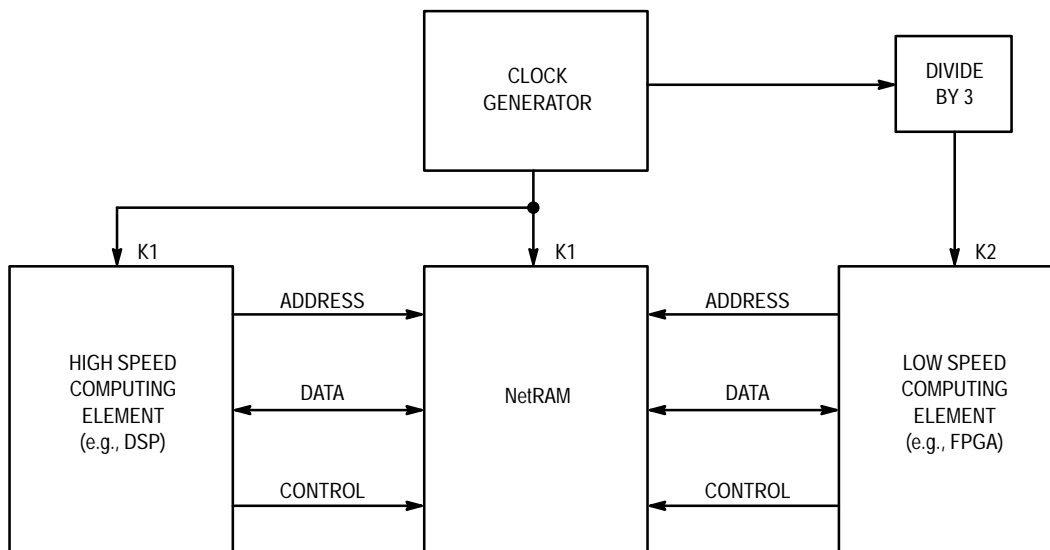 CLOCK
GENERATOR
DIVIDE
BY 3
K1
K1
K2
ADDRESS
ADDRESS
HIGH SPEED
COMPUTING
ELEMENT
(e.g., DSP)
DATA
NetRAM
DATA
LOW SPEED
COMPUTING
ELEMENT
(e.g., FPGA)
CONTROL
CONTROL